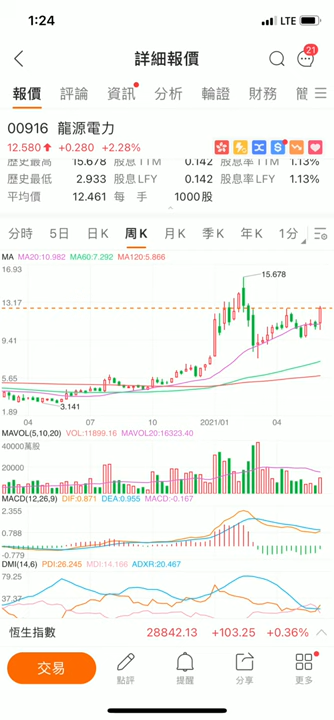 1:24 LTE
詳細報價 21
報價 評論 資訊 分析 輪證 財務 簡
00916 龍源電力
12.580 +0.280 +2.28%
歷史最高 15.678 股息TTM 0.142 股息率TTM 1.13%
歷史最低 2.933 股息LFY 0.142 股息率LFY 1.13%
平均價 12.461 每手 1000股
分時 5日 日K 周K 月K 季K 年K 1分
MA MA20:10.982 MA60:7.292 MA120:5.866
16.93
15.678
13.17
9.41
5.65
3.141
1.89
04 07 10 2021/01 04
MAVOL(5,10,20) VOL:11899.16 MAVOL20:16323.40
40000萬股
20000
MACD(12,26,9) DIF:0.871 DEA:0.955 MACD:-0.167
2.355
0.788
-0.779
DMI(14,6) PDI:26.245 MDI:14.166 ADXR:20.467
79.25
37.37
恆生指數 28842.13 +103.25 +0.36%
交易 點評 提醒 分享 更多